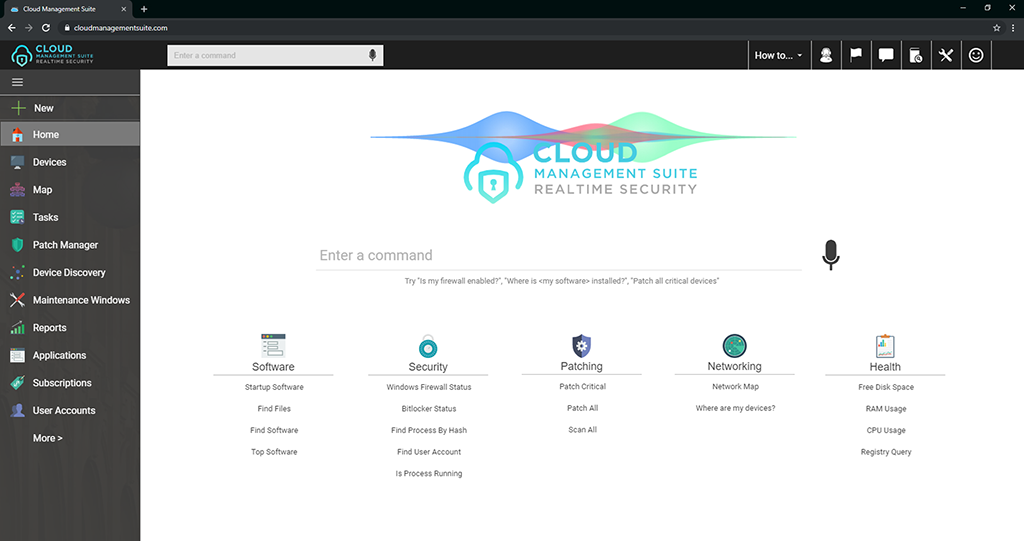 Cloud Management Suite
cloudmanagementsuite.com
CLOUD
MANAGEMENT SUITE
REALTIME SECURITY
Enter a command
How to...
New
Home
Devices
Map
Tasks
Patch Manager
Device Discovery
Maintenance Windows
Reports
Applications
Subscriptions
User Accounts
More >
CLOUD
MANAGEMENT SUITE
REALTIME SECURITY
Enter a command
Try "Is my firewall enabled?", "Where is <my software> installed?", "Patch all critical devices"
Software
Startup Software
Find Files
Find Software
Top Software
Security
Windows Firewall Status
Bitlocker Status
Find Process By Hash
Find User Account
Is Process Running
Patching
Patch Critical
Patch All
Scan All
Networking
Network Map
Where are my devices?
Health
Free Disk Space
RAM Usage
CPU Usage
Registry Query